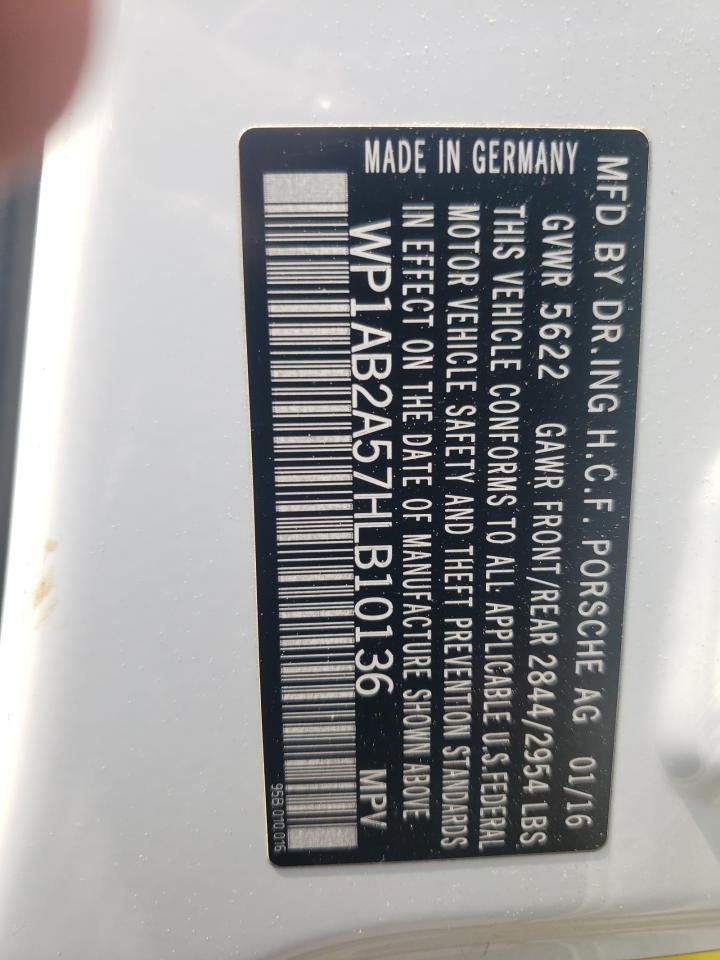 MFD BY DR.ING H.C.F. PORSCHE AG 01/16
GVWR 5622 GAWR FRONT/REAR 2844/2954 LBS
THIS VEHICLE CONFORMS TO ALL APPLICABLE U.S.FEDERAL
MOTOR VEHICLE SAFETY AND THEFT PREVENTION STANDARDS
IN EFFECT ON THE DATE OF MANUFACTURE SHOWN ABOVE
WP1AB2A57HLB10136 MPV
MADE IN GERMANY
95B.010.016